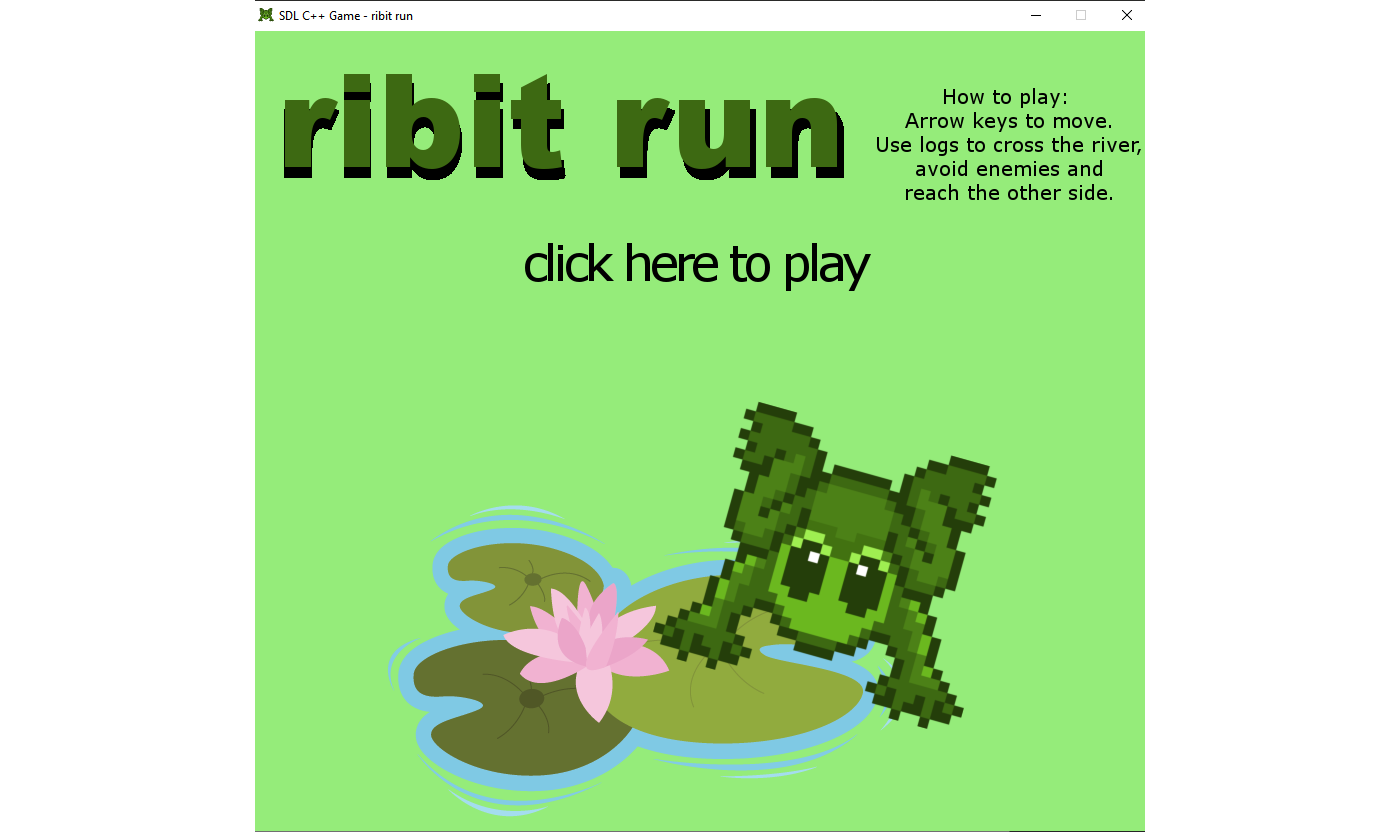 SDL C++ Game - ribit run
ribit run
How to play:
Arrow keys to move.
Use logs to cross the river,
avoid enemies and
reach the other side.
click here to play